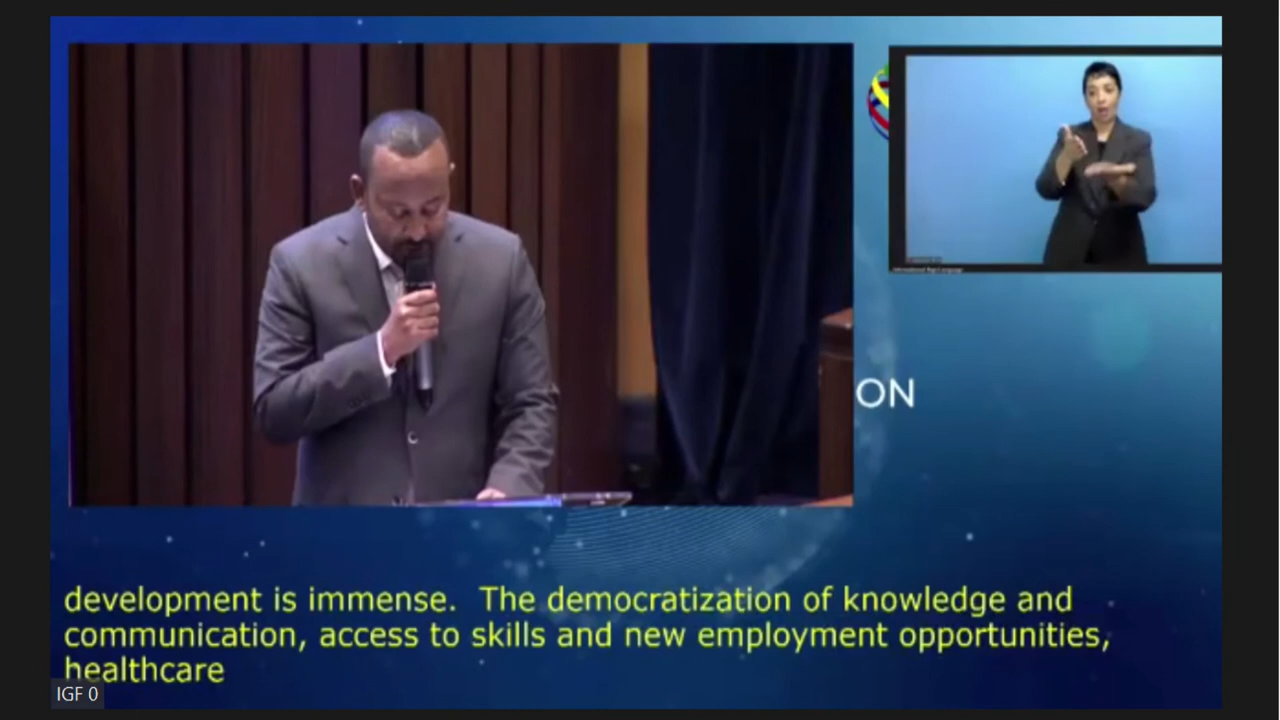 ON
development is immense.  The democratization of knowledge and
communication, access to skills and new employment opportunities,
healthcare
IGF 0